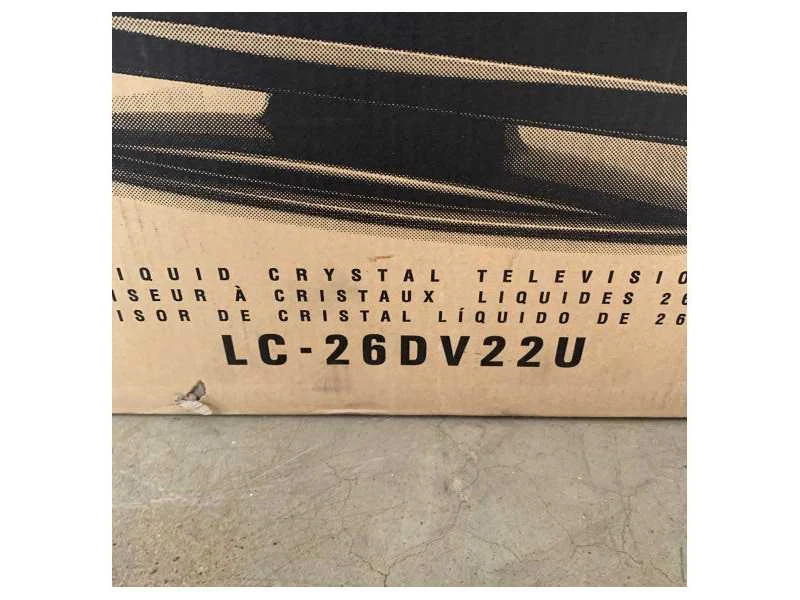 IQUID CRYSTAL TELEVISIO
ISEUR À CRISTAUX LIQUIDES 26
ISOR DE CRISTAL LÍQUIDO DE 26
LC-26DV22U